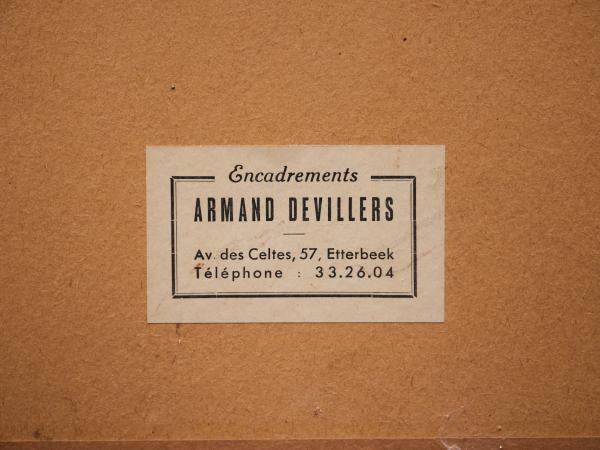 Encadrements
ARMAND DEVILLERS
Av. des Celtes, 57, Etterbeek
Téléphone : 33.26.04